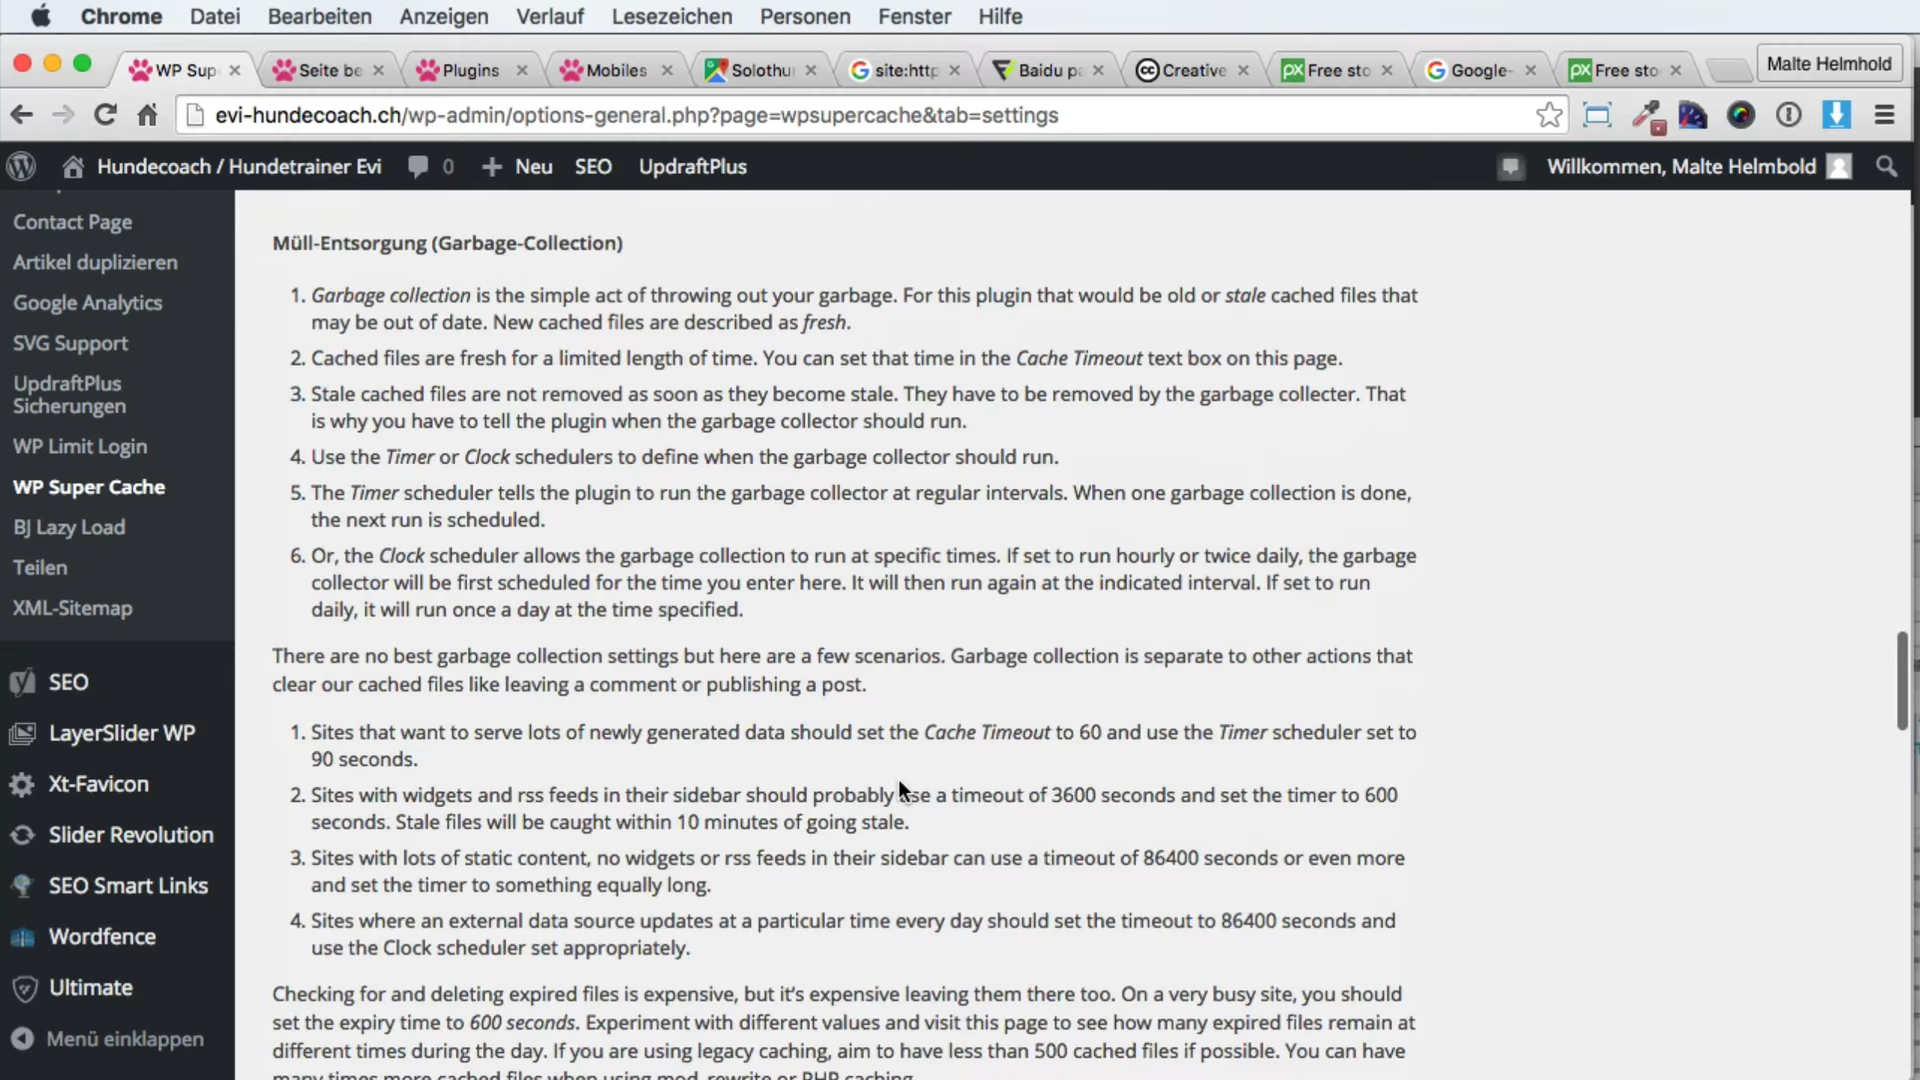 Chrome Datei Bearbeiten Anzeigen Verlauf Lesezeichen Personen Fenster Hilfe
WP Sup Seite be Plugins Mobiles Solothu site:http Baidu pa Creative Free sto Google- Free sto Malte Helmhold
evi-hundecoach.ch/wp-admin/options-general.php?page=wpsupercache&tab=settings
Hundecoach / Hundetrainer Evi 0 Neu SEO UpdraftPlus Willkommen, Malte Helmbold
Contact Page
Artikel duplizieren
Google Analytics
SVG Support
UpdraftPlus
Sicherungen
WP Limit Login
WP Super Cache
BJ Lazy Load
Teilen
XML-Sitemap
SEO
LayerSlider WP
Xt-Favicon
Slider Revolution
SEO Smart Links
Wordfence
Ultimate
Menü einklappen
Müll-Entsorgung (Garbage-Collection)
1. Garbage collection is the simple act of throwing out your garbage. For this plugin that would be old or stale cached files that
may be out of date. New cached files are described as fresh.
2. Cached files are fresh for a limited length of time. You can set that time in the Cache Timeout text box on this page.
3. Stale cached files are not removed as soon as they become stale. They have to be removed by the garbage collecter. That
is why you have to tell the plugin when the garbage collector should run.
4. Use the Timer or Clock schedulers to define when the garbage collector should run.
5. The Timer scheduler tells the plugin to run the garbage collector at regular intervals. When one garbage collection is done,
the next run is scheduled.
6. Or, the Clock scheduler allows the garbage collection to run at specific times. If set to run hourly or twice daily, the garbage
collector will be first scheduled for the time you enter here. It will then run again at the indicated interval. If set to run
daily, it will run once a day at the time specified.
There are no best garbage collection settings but here are a few scenarios. Garbage collection is separate to other actions that
clear our cached files like leaving a comment or publishing a post.
1. Sites that want to serve lots of newly generated data should set the Cache Timeout to 60 and use the Timer scheduler set to
90 seconds.
2. Sites with widgets and rss feeds in their sidebar should probably use a timeout of 3600 seconds and set the timer to 600
seconds. Stale files will be caught within 10 minutes of going stale.
3. Sites with lots of static content, no widgets or rss feeds in their sidebar can use a timeout of 86400 seconds or even more
and set the timer to something equally long.
4. Sites where an external data source updates at a particular time every day should set the timeout to 86400 seconds and
use the Clock scheduler set appropriately.
Checking for and deleting expired files is expensive, but it's expensive leaving them there too. On a very busy site, you should
set the expiry time to 600 seconds. Experiment with different values and visit this page to see how many expired files remain at
different times during the day. If you are using legacy caching, aim to have less than 500 cached files if possible. You can have
many times more cached files when using mod_rewrite or PHP caching.